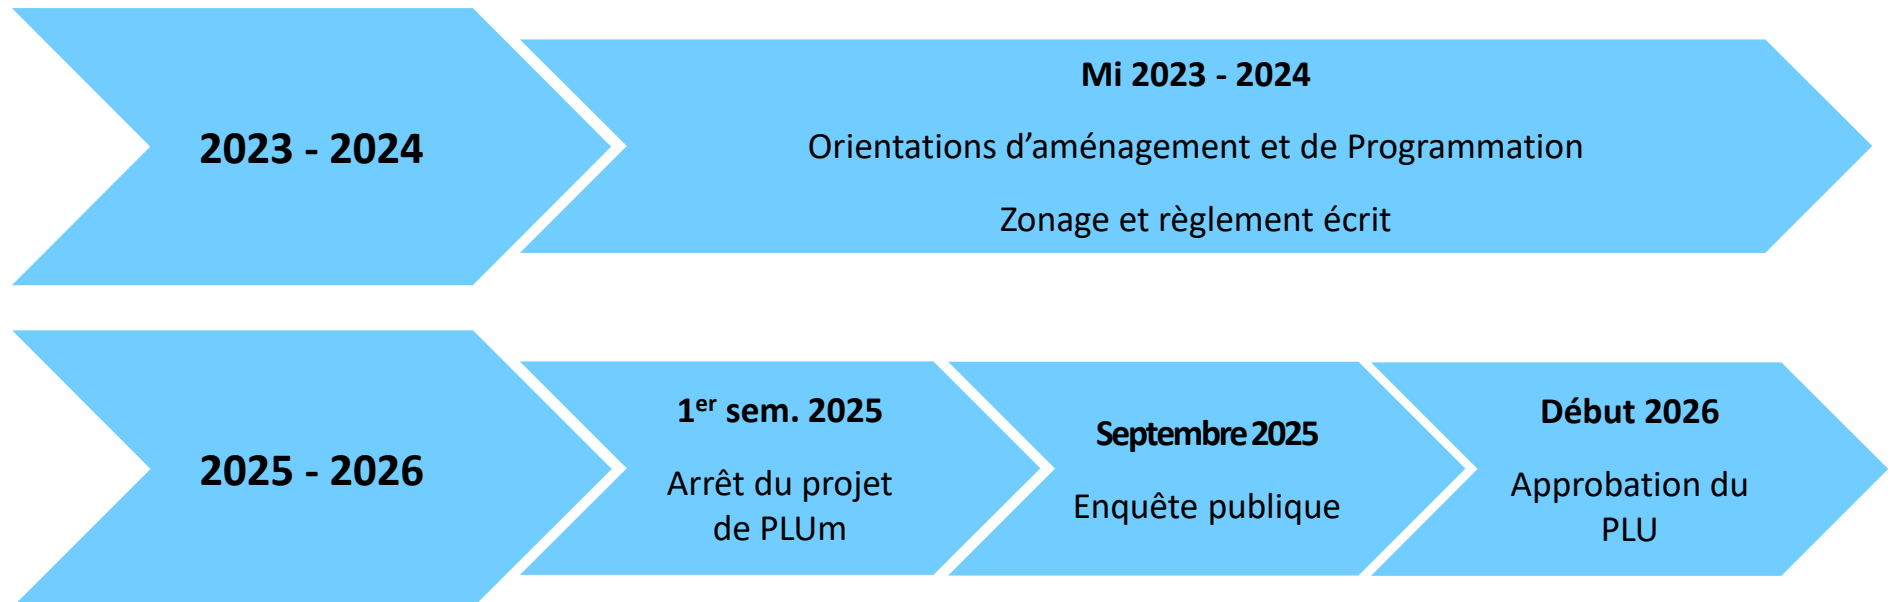 2023 - 2024
Mi 2023 - 2024
Orientations d’aménagement et de Programmation
Zonage et règlement écrit
2025 - 2026
1er sem. 2025
Arrêt du projet
de PLUm
Septembre 2025
Enquête publique
Début 2026
Approbation du
PLU